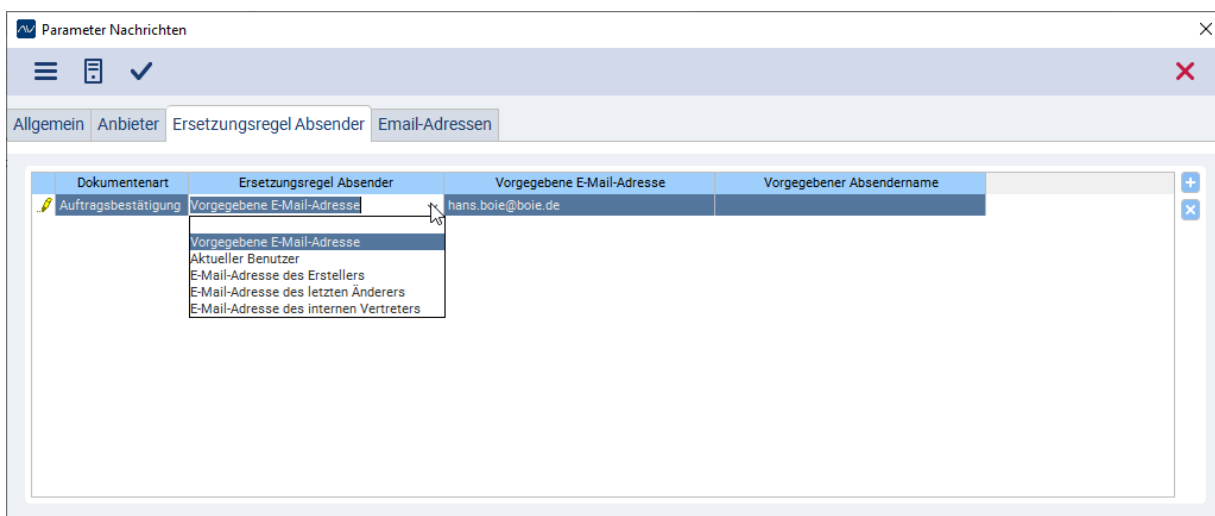 Parameter Nachrichten
Allgemein Anbieter Ersetzungsregel Absender Email-Adressen
Dokumentenart Ersetzungsregel Absender Vorgegebene E-Mail-Adresse Vorgegebener Absendername
Auftragsbestätigung Vorgegebene E-Mail-Adresse hans.boie@boie.de
Vorgegebene E-Mail-Adresse
Aktueller Benutzer
E-Mail-Adresse des Erstellers
E-Mail-Adresse des letzten Änderers
E-Mail-Adresse des internen Vertreters